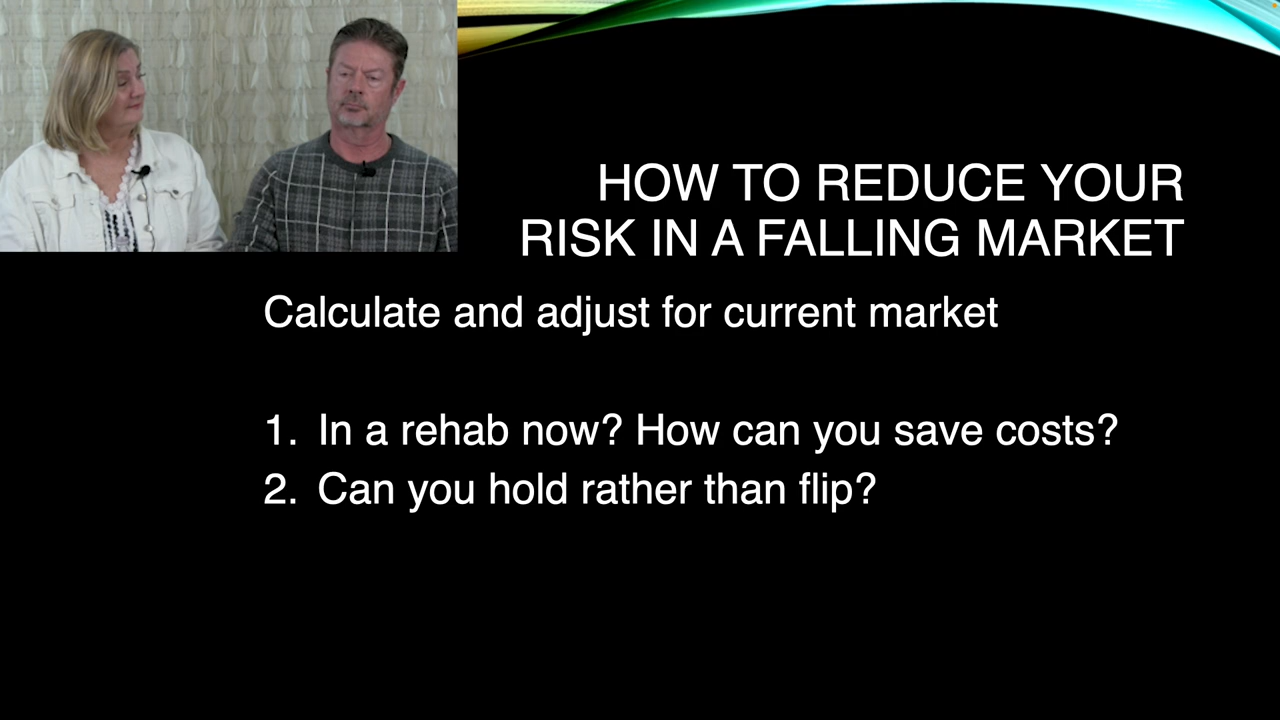 HOW TO REDUCE YOUR
RISK IN A FALLING MARKET
Calculate and adjust for current market
1. In a rehab now? How can you save costs?
2. Can you hold rather than flip?